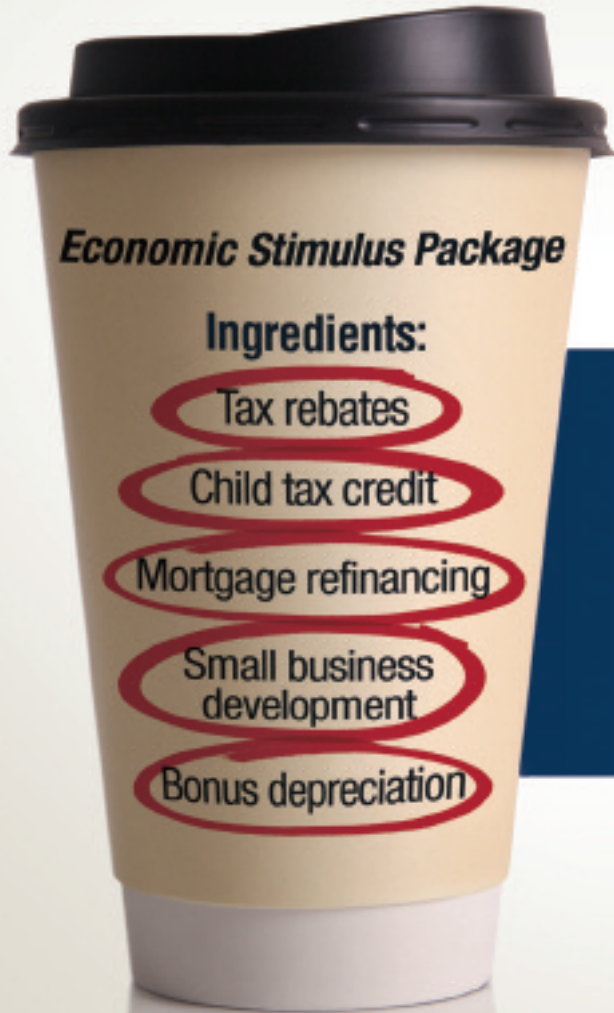 Economic Stimulus Package
Ingredients:
Tax rebates
Child tax credit
Mortgage refinancing
Small business
development
Bonus depreciation